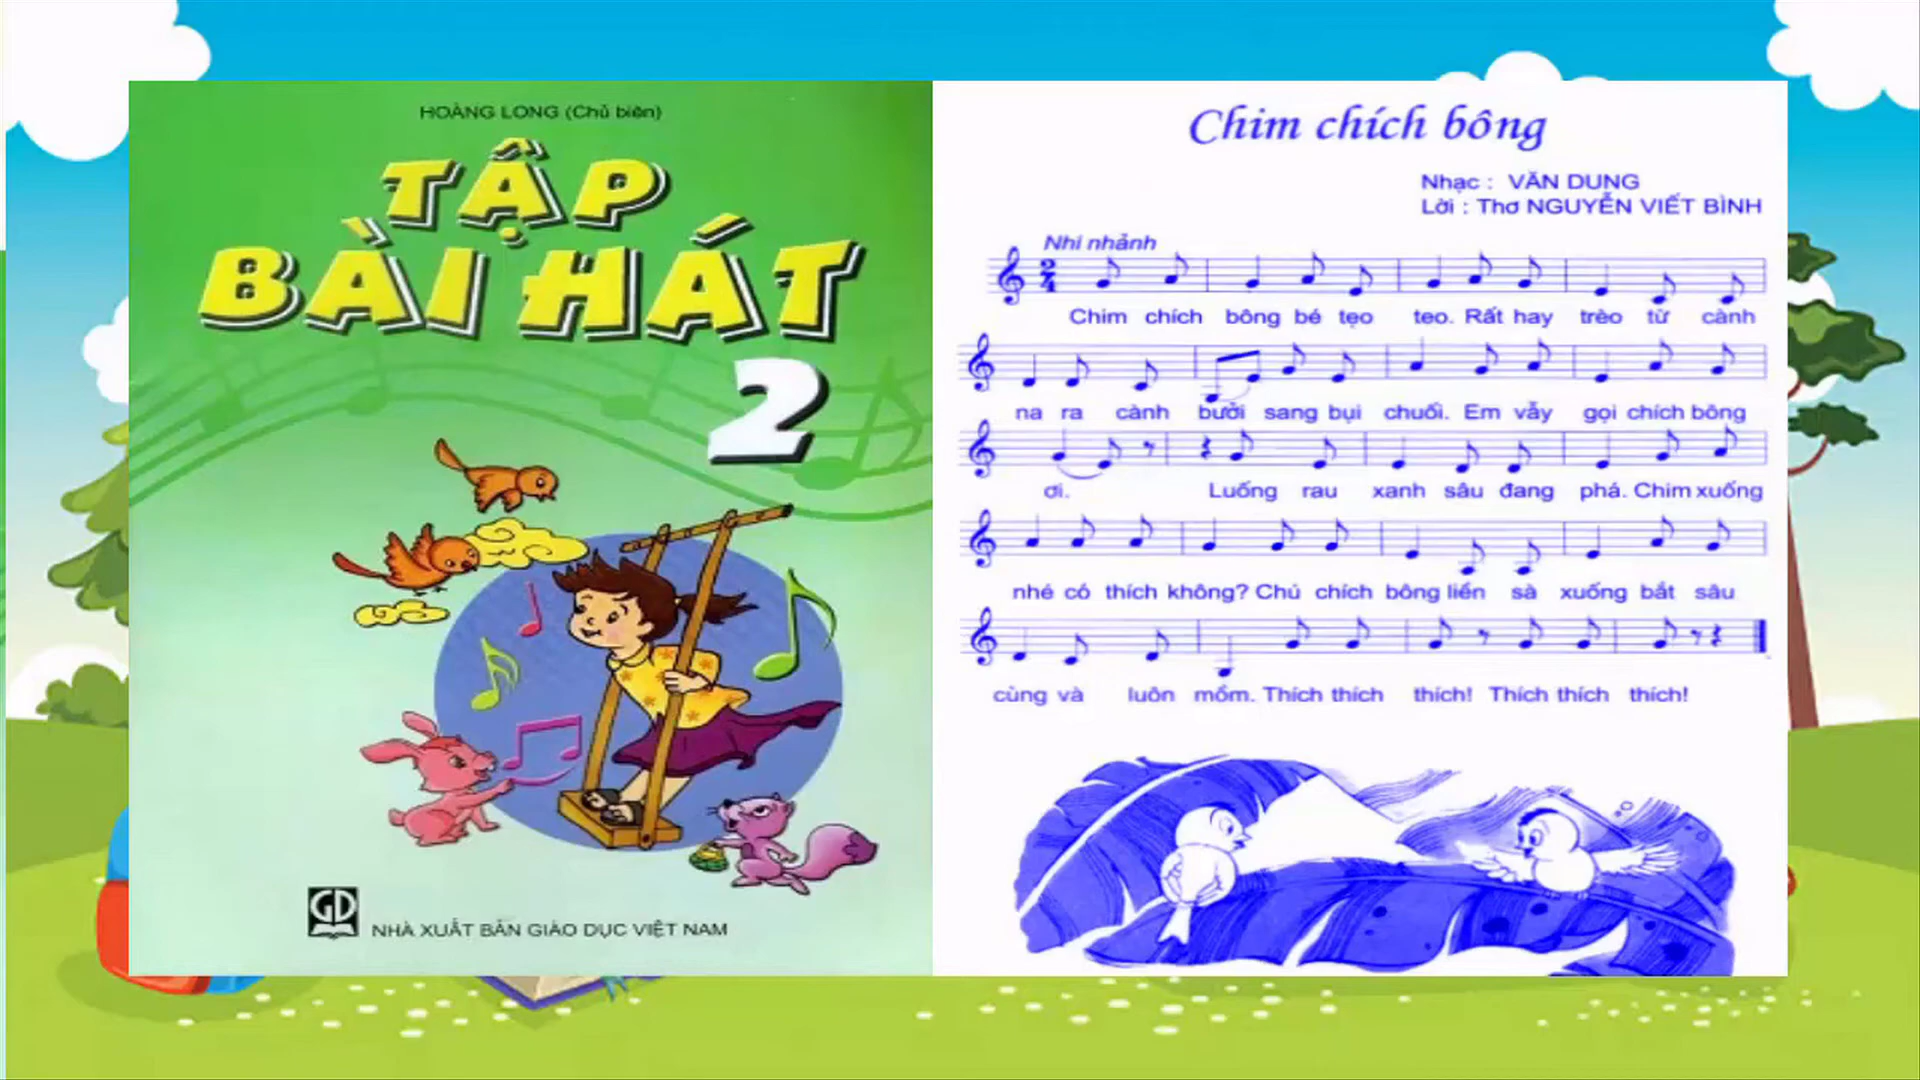 HOÀNG LONG (Chủ biên)
TẬP
BÀI HÁT
2
GD
NHÀ XUẤT BẢN GIÁO DỤC VIỆT NAM
Chim chích bông
Nhạc : VĂN DUNG
Lời : Thơ NGUYỄN VIẾT BÌNH
Nhí nhảnh
2
4
Chim chích bông bé tẹo teo. Rất hay trèo từ cành
na ra cành bưởi sang bụi chuối. Em vẫy gọi chích bông
ơi. Luống rau xanh sâu đang phá. Chim xuống
nhé có thích không? Chú chích bông liền sà xuống bắt sâu
cùng và luôn mồm. Thích thích thích! Thích thích thích!